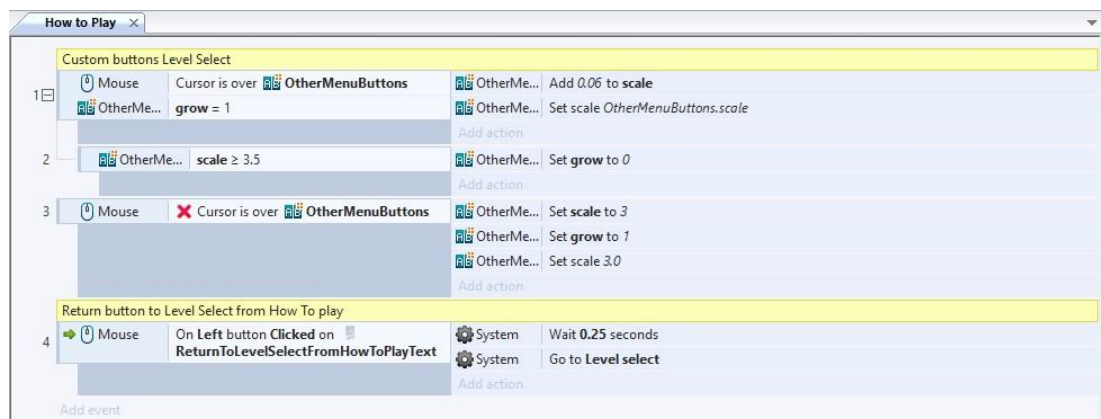 How to Play
Custom buttons Level Select
1 Mouse Cursor is over OtherMenuButtons OtherMe... Add 0.06 to scale
OtherMe... grow = 1 OtherMe... Set scale OtherMenuButtons.scale
Add action
2 OtherMe... scale ≥ 3.5 OtherMe... Set grow to 0
Add action
3 Mouse Cursor is over OtherMenuButtons OtherMe... Set scale to 3
OtherMe... Set grow to 1
OtherMe... Set scale 3.0
Add action
Return button to Level Select from How To play
4 Mouse On Left button Clicked on System Wait 0.25 seconds
ReturnToLevelSelectFromHowToPlayText System Go to Level select
Add action
Add event